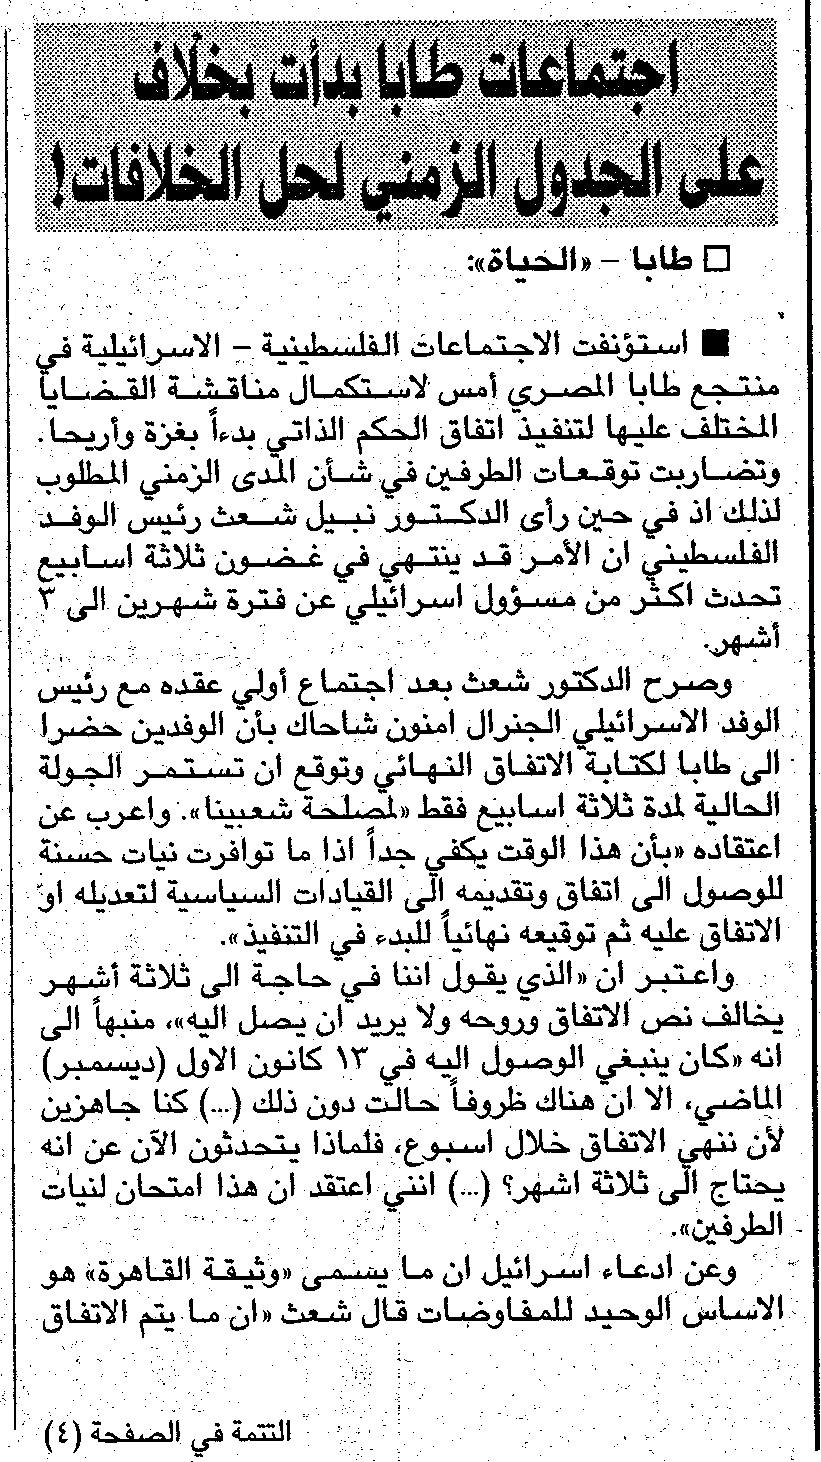 اجتماعات طابا بدأت بخلاف
على الجدول الزمني لحل الخلافات!
□ طابا – «الحياة»:
■ استؤنفت الاجتماعات الفلسطينية – الاسرائيلية في
منتجع طابا المصري أمس لاستكمال مناقشة القضايا
المختلف عليها لتنفيذ اتفاق الحكم الذاتي بدءاً بغزة وأريحا.
وتضاربت توقعات الطرفين في شأن المدى الزمني المطلوب
لذلك اذ في حين رأى الدكتور نبيل شعث رئيس الوفد
الفلسطيني ان الأمر قد ينتهي في غضون ثلاثة اسابيع
تحدث اكثر من مسؤول اسرائيلي عن فترة شهرين الى ٣
أشهر.
وصرح الدكتور شعث بعد اجتماع أولي عقده مع رئيس
الوفد الاسرائيلي الجنرال امنون شاحاك بأن الوفدين حضرا
الى طابا لكتابة الاتفاق النهائي وتوقع ان تستمر الجولة
الحالية لمدة ثلاثة اسابيع فقط «لمصلحة شعبينا». واعرب عن
اعتقاده «بأن هذا الوقت يكفي جداً اذا ما توافرت نيات حسنة
للوصول الى اتفاق وتقديمه الى القيادات السياسية لتعديله او
الاتفاق عليه ثم توقيعه نهائياً للبدء في التنفيذ».
واعتبر ان «الذي يقول اننا في حاجة الى ثلاثة أشهر
يخالف نص الاتفاق وروحه ولا يريد ان يصل اليه»، منبهاً الى
انه «كان ينبغي الوصول اليه في ١٣ كانون الاول (ديسمبر)
الماضي، الا ان هناك ظروفاً حالت دون ذلك (...) كنا جاهزين
لأن ننهي الاتفاق خلال اسبوع، فلماذا يتحدثون الآن عن انه
يحتاج الى ثلاثة اشهر؟ (...) انني اعتقد ان هذا امتحان لنيات
الطرفين».
وعن ادعاء اسرائيل ان ما يسمى «وثيقة القاهرة» هو
الاساس الوحيد للمفاوضات قال شعث «ان ما يتم الاتفاق
التتمة في الصفحة (٤)